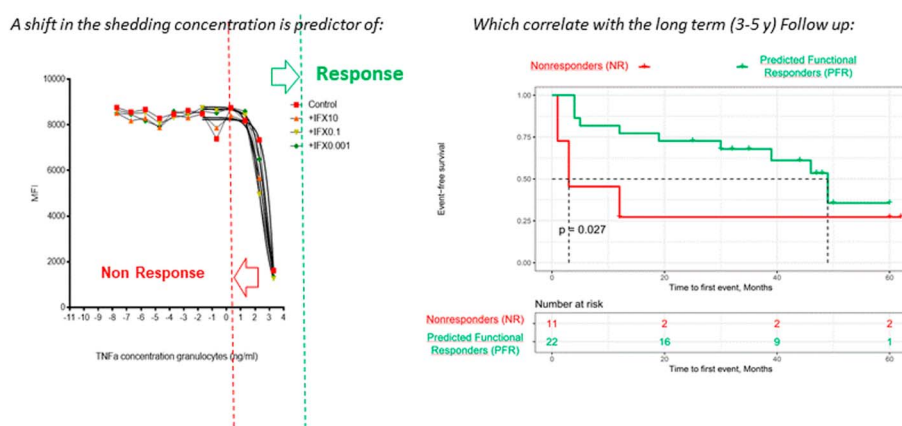 A shift in the shedding concentration is predictor of:
Response
Control
+IFX10
+IFX0.1
+IFX0.001
10000
8000
6000
4000
2000
0
MFI
Non Response
-11 -10 -9 -8 -7 -6 -5 -4 -3 -2 -1 0 1 2 3 4
TNFa concentration granulocytes (ng/ml)
Which correlate with the long term (3-5 y) Follow up:
Nonresponders (NR)
Predicted Functional
Responders (PFR)
1.00
0.75
0.50
0.25
0.00
Event-free survival
p = 0.027
0 20 40 60
Time to first event, Months
Number at risk
Nonresponders (NR) 11 2 2 2
Predicted Functional
Responders (PFR) 22 16 9 1
0 20 40 60
Time to first event, Months